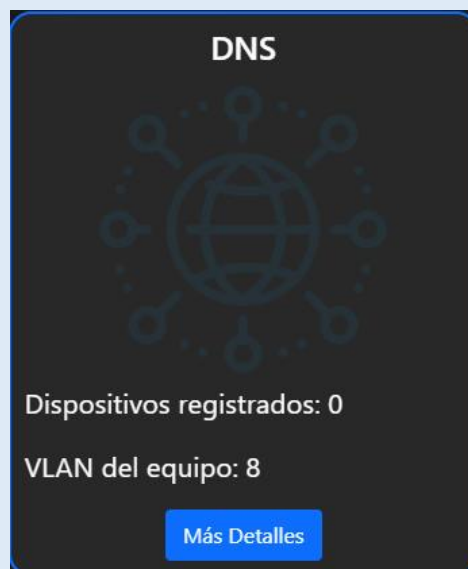 DNS
Dispositivos registrados: 0
VLAN del equipo: 8
Más Detalles